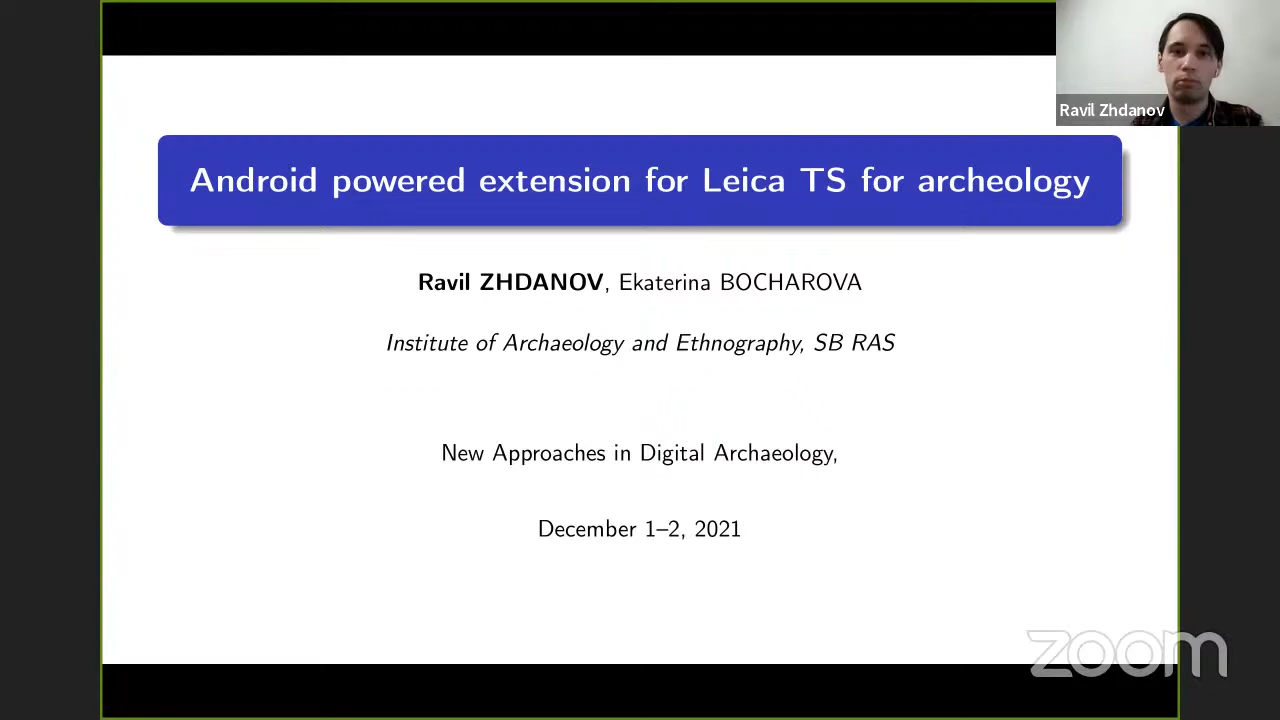 Ravil Zhdanov
Android powered extension for Leica TS for archeology
Ravil ZHDANOV, Ekaterina BOCHAROVA
Institute of Archaeology and Ethnography, SB RAS
New Approaches in Digital Archaeology,
December 1–2, 2021
zoom